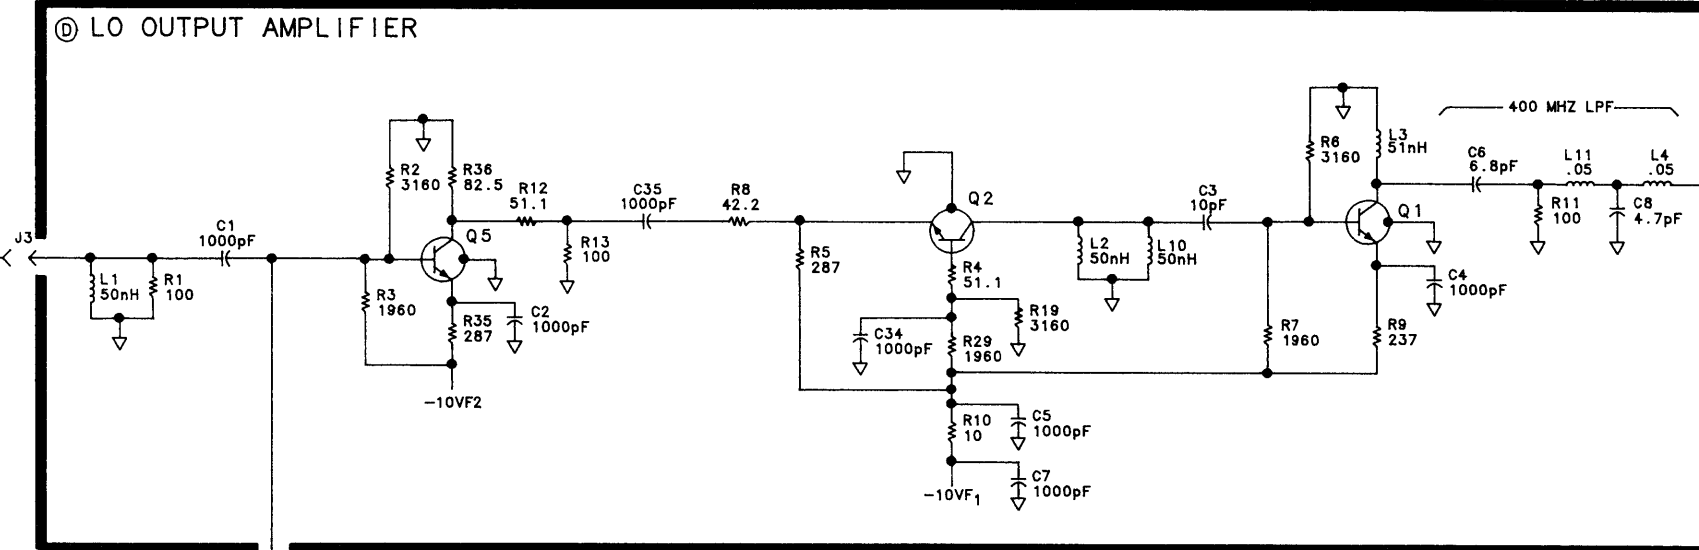 D LO OUTPUT AMPLIFIER
400 MHZ LPF
J3
L1
50nH
R1
100
C1
1000pF
R2
3160
R36
82.5
Q5
R3
1960
R35
287
C2
1000pF
-10VF2
R12
51.1
R13
100
C35
1000pF
R8
42.2
R5
287
Q2
R4
51.1
R19
3160
C34
1000pF
R29
1960
R10
10
C5
1000pF
C7
1000pF
-10VF1
L2
50nH
L10
50nH
C3
10pF
R6
3160
L3
51nH
Q1
R7
1960
R9
237
C4
1000pF
C6
6.8pF
R11
100
L11
.05
C8
4.7pF
L4
.05